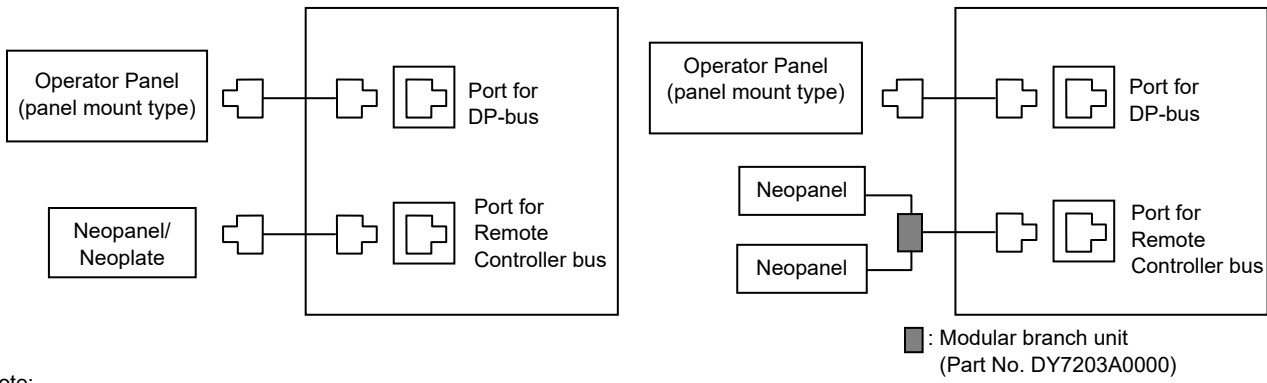 Operator Panel
(panel mount type)
Port for
DP-bus
Neopanel/
Neoplate
Port for
Remote
Controller bus
Operator Panel
(panel mount type)
Port for
DP-bus
Neopanel
Neopanel
Port for
Remote
Controller bus
: Modular branch unit
(Part No. DY7203A0000)